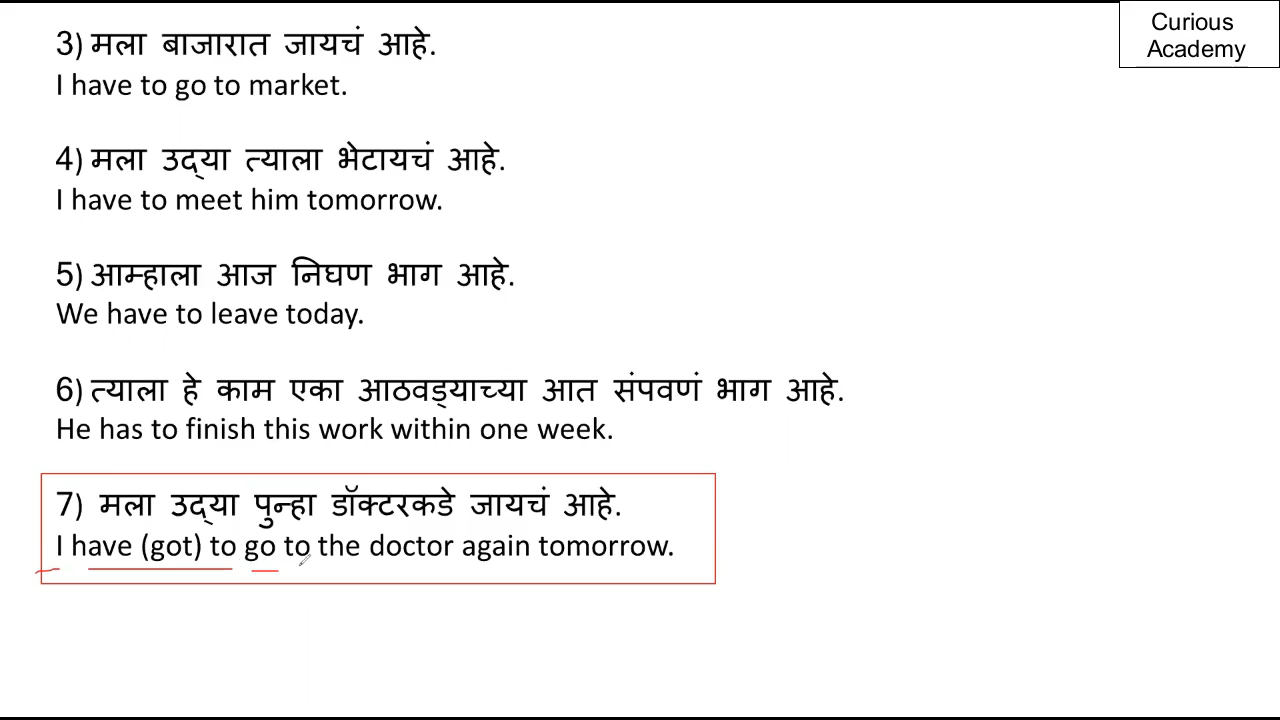 Curious
Academy
3) मला बाजारात जायचं आहे.
I have to go to market.
4) मला उद्‌या त्याला भेटायचं आहे.
I have to meet him tomorrow.
5) आम्हाला आज निघण भाग आहे.
We have to leave today.
6) त्याला हे काम एका आठवड्याच्या आत संपवणं भाग आहे.
He has to finish this work within one week.
7) मला उद्‌या पुन्हा डॉक्टरकडे जायचं आहे.
I have (got) to go to the doctor again tomorrow.